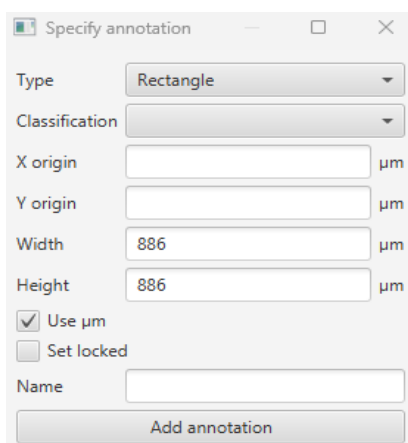 Specify annotation
Type Rectangle
Classification
X origin µm
Y origin µm
Width 886 µm
Height 886 µm
Use µm
Set locked
Name
Add annotation